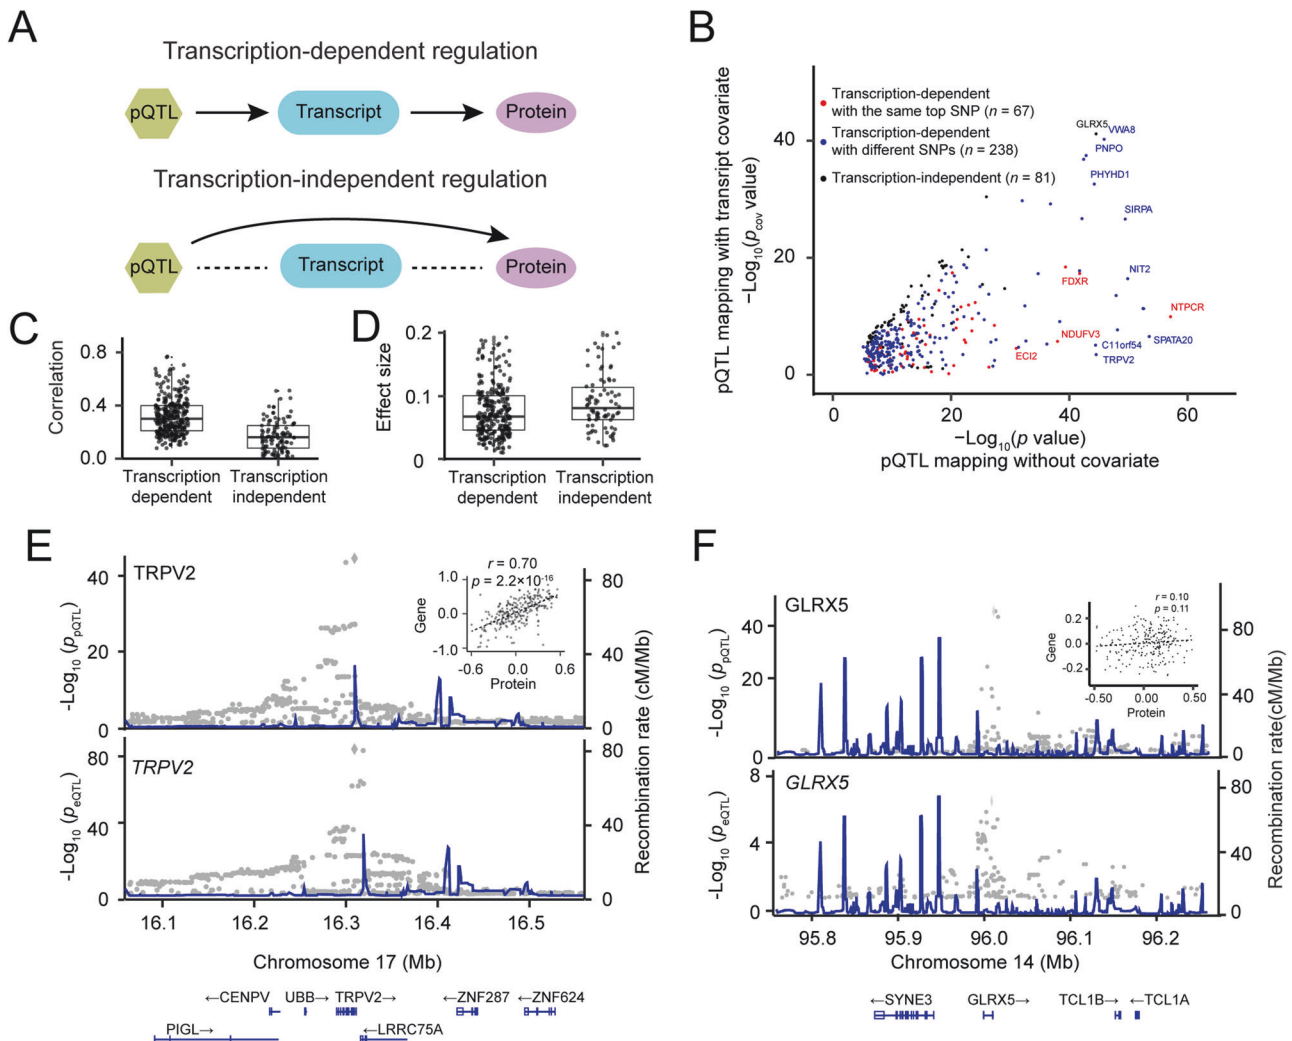 A
Transcription-dependent regulation
pQTL
Transcript
Protein
Transcription-independent regulation
pQTL
Transcript
Protein
B
pQTL mapping with transcript covariate
−Log10(pcov value)
40
20
0
Transcription-dependent
with the same top SNP (n = 67)
Transcription-dependent
with different SNPs (n = 238)
Transcription-independent (n = 81)
GLRX5
VWA8
PNPO
PHYHD1
SIRPA
NIT2
FDXR
NTPCR
NDUFV3
SPATA20
C11orf54
ECI2
TRPV2
0
20
40
60
−Log10(p value)
pQTL mapping without covariate
C
Correlation
0.8
0.4
0.0
Transcription
dependent
Transcription
independent
D
Effect size
0.2
0.1
0
Transcription
dependent
Transcription
independent
E
TRPV2
-Log10 (ppQTL)
40
20
0
r = 0.70
p = 2.2×10-16
Gene
1.0
0.0
-1.0
-0.6
0.0
0.6
Protein
80
40
0
Recombination rate (cM/Mb)
TRPV2
-Log10 (peQTL)
80
40
0
80
40
0
16.1
16.2
16.3
16.4
16.5
Chromosome 17 (Mb)
←CENPV
UBB→
TRPV2→
←ZNF287
←ZNF624
PIGL→
←LRRC75A
F
GLRX5
-Log10 (ppQTL)
40
20
0
r = 0.10
p = 0.11
Gene
0.2
0.0
-0.2
-0.50
0.00
0.50
Protein
80
40
0
Recombination rate(cM/Mb)
GLRX5
-Log10 (peQTL)
8
4
0
80
40
0
95.8
95.9
96.0
96.1
96.2
Chromosome 14 (Mb)
←SYNE3
GLRX5→
TCL1B→
←TCL1A